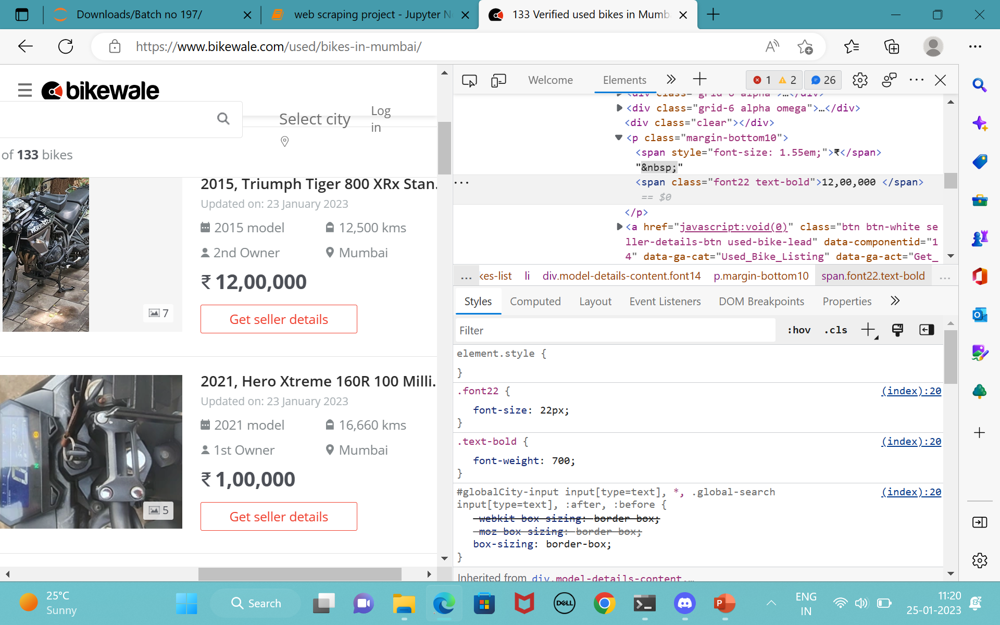 Downloads/Batch no 197/
web scraping project - Jupyter N
133 Verified used bikes in Mumb
https://www.bikewale.com/used/bikes-in-mumbai/
bikewale
Select city
Log
in
of 133 bikes
2015, Triumph Tiger 800 XRx Stan.
Updated on: 23 January 2023
2015 model
12,500 kms
2nd Owner
Mumbai
₹ 12,00,000
7
Get seller details
2021, Hero Xtreme 160R 100 Milli.
Updated on: 23 January 2023
2021 model
16,660 kms
1st Owner
Mumbai
₹ 1,00,000
5
Get seller details
Welcome
Elements
1
2
26
<div class="grid-6 alpha">…</div>
<div class="grid-6 alpha omega">…</div>
<div class="clear"></div>
<p class="margin-bottom10">
<span style="font-size: 1.55em;">₹</span>
"&nbsp;"
... <span class="font22 text-bold">12,00,000 </span>
== $0
</p>
<a href="javascript:void(0)" class="btn btn-white se
ller-details-btn used-bike-lead" data-componentid="1
4" data-ga-cat="Used_Bike_Listing" data-ga-act="Get_
... kes-list li div.model-details-content.font14 p.margin-bottom10 span.font22.text-bold ...
Styles Computed Layout Event Listeners DOM Breakpoints Properties
Filter
:hov .cls
element.style {
}
.font22 {
(index):20
font-size: 22px;
}
.text-bold {
(index):20
font-weight: 700;
}
#globalCity-input input[type=text], *, .global-search
(index):20
input[type=text], :after, :before {
-webkit-box-sizing: border-box;
-moz-box-sizing: border-box;
box-sizing: border-box;
}
Inherited from div.model-details-content.…
25°C
Sunny
Search
DELL
P
ENG
IN
11:20
25-01-2023